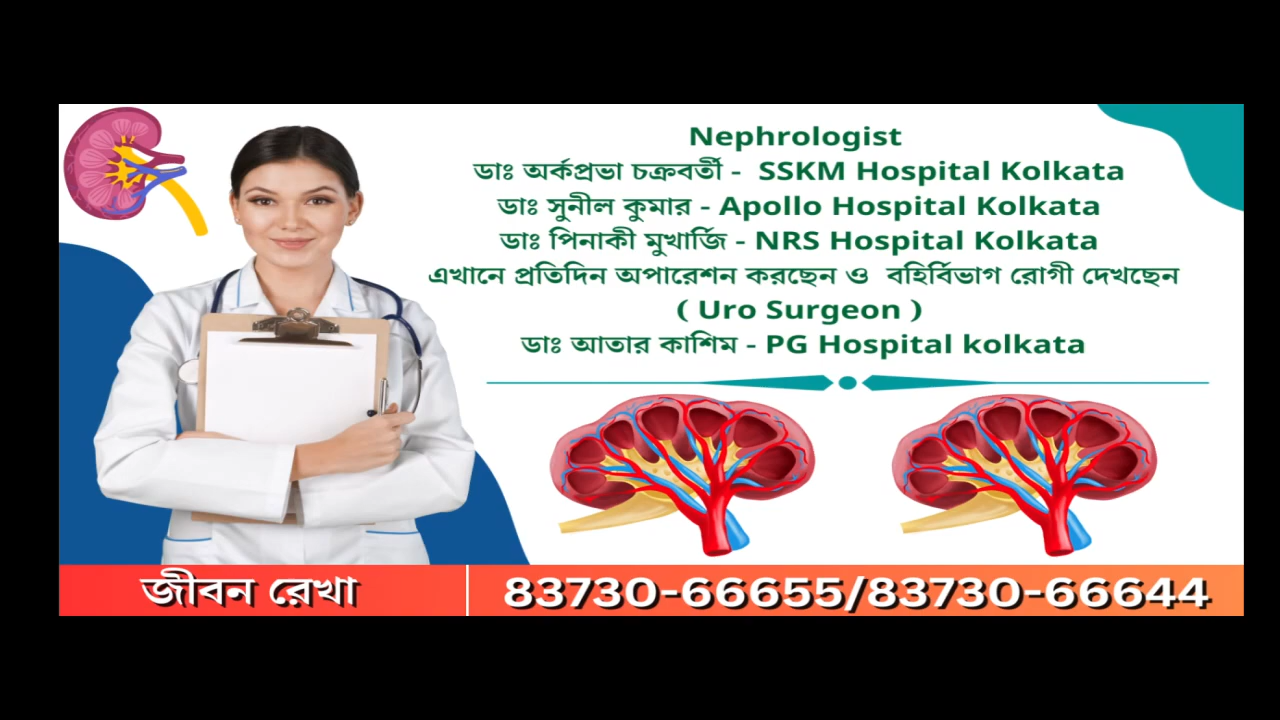 Nephrologist
ডাঃ অর্কপ্রভা চক্রবর্তী - SSKM Hospital Kolkata
ডাঃ সুনীল কুমার - Apollo Hospital Kolkata
ডাঃ পিনাকী মুখার্জি - NRS Hospital Kolkata
এখানে প্রতিদিন অপারেশন করছেন ও বহির্বিভাগ রোগী দেখছেন
( Uro Surgeon )
ডাঃ আতার কাশিম - PG Hospital kolkata
জীবন রেখা
83730-66655/83730-66644